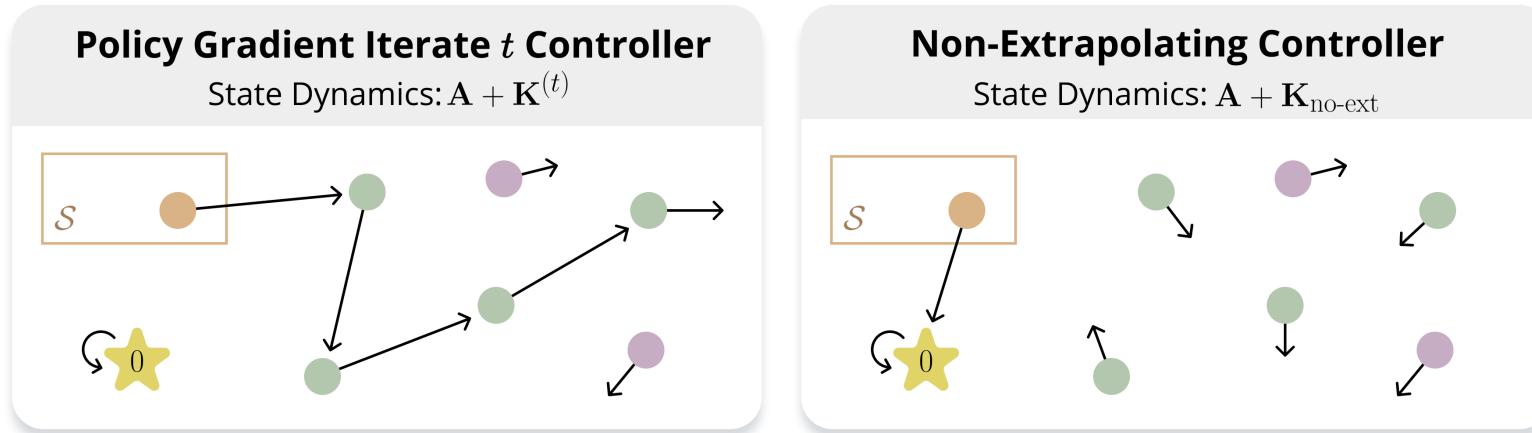 Policy Gradient Iterate t Controller
State Dynamics: A + K^(t)
S
0
Non-Extrapolating Controller
State Dynamics: A + K_no-ext
S
0